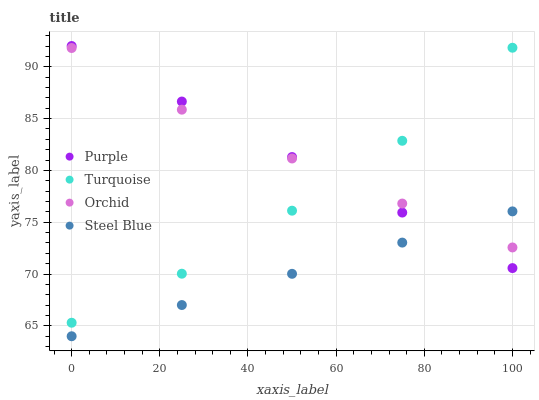 title
yaxis_label
90
85
80
75
70
65
Purple
Turquoise
Orchid
Steel Blue
0
20
40
60
80
100
xaxis_label